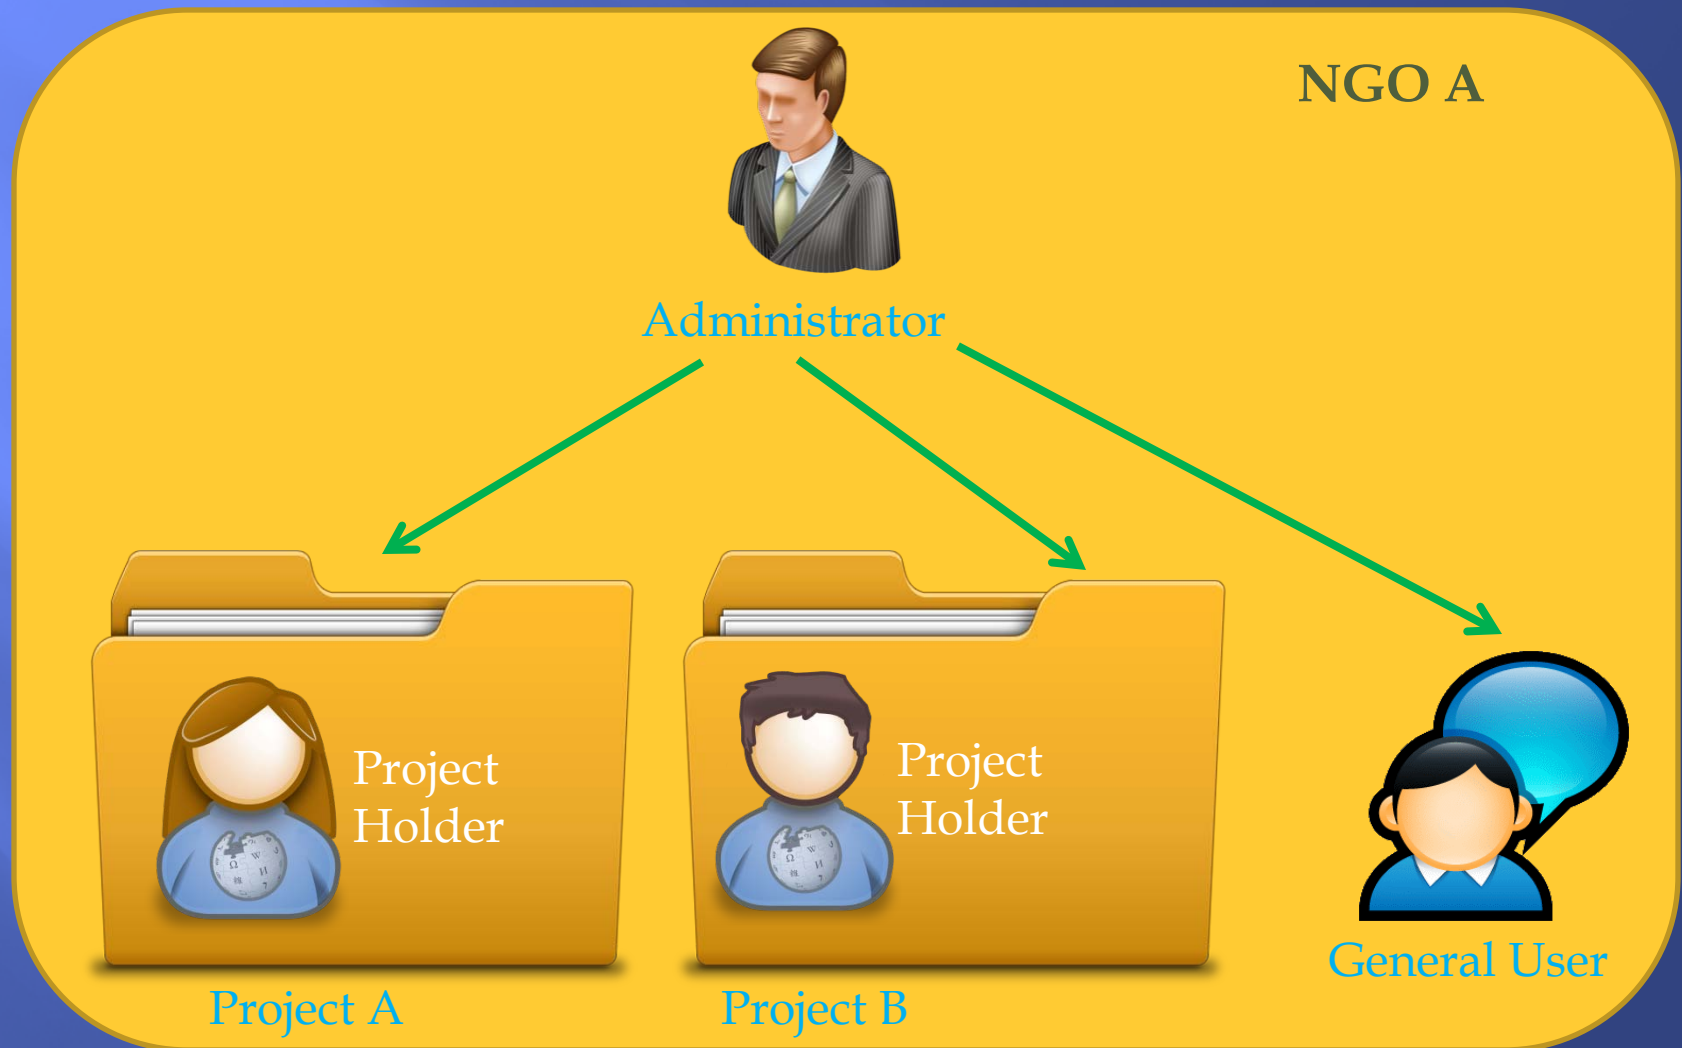 NGO A
Administrator
Project
Holder
Project
Holder
General User
Project A
Project B